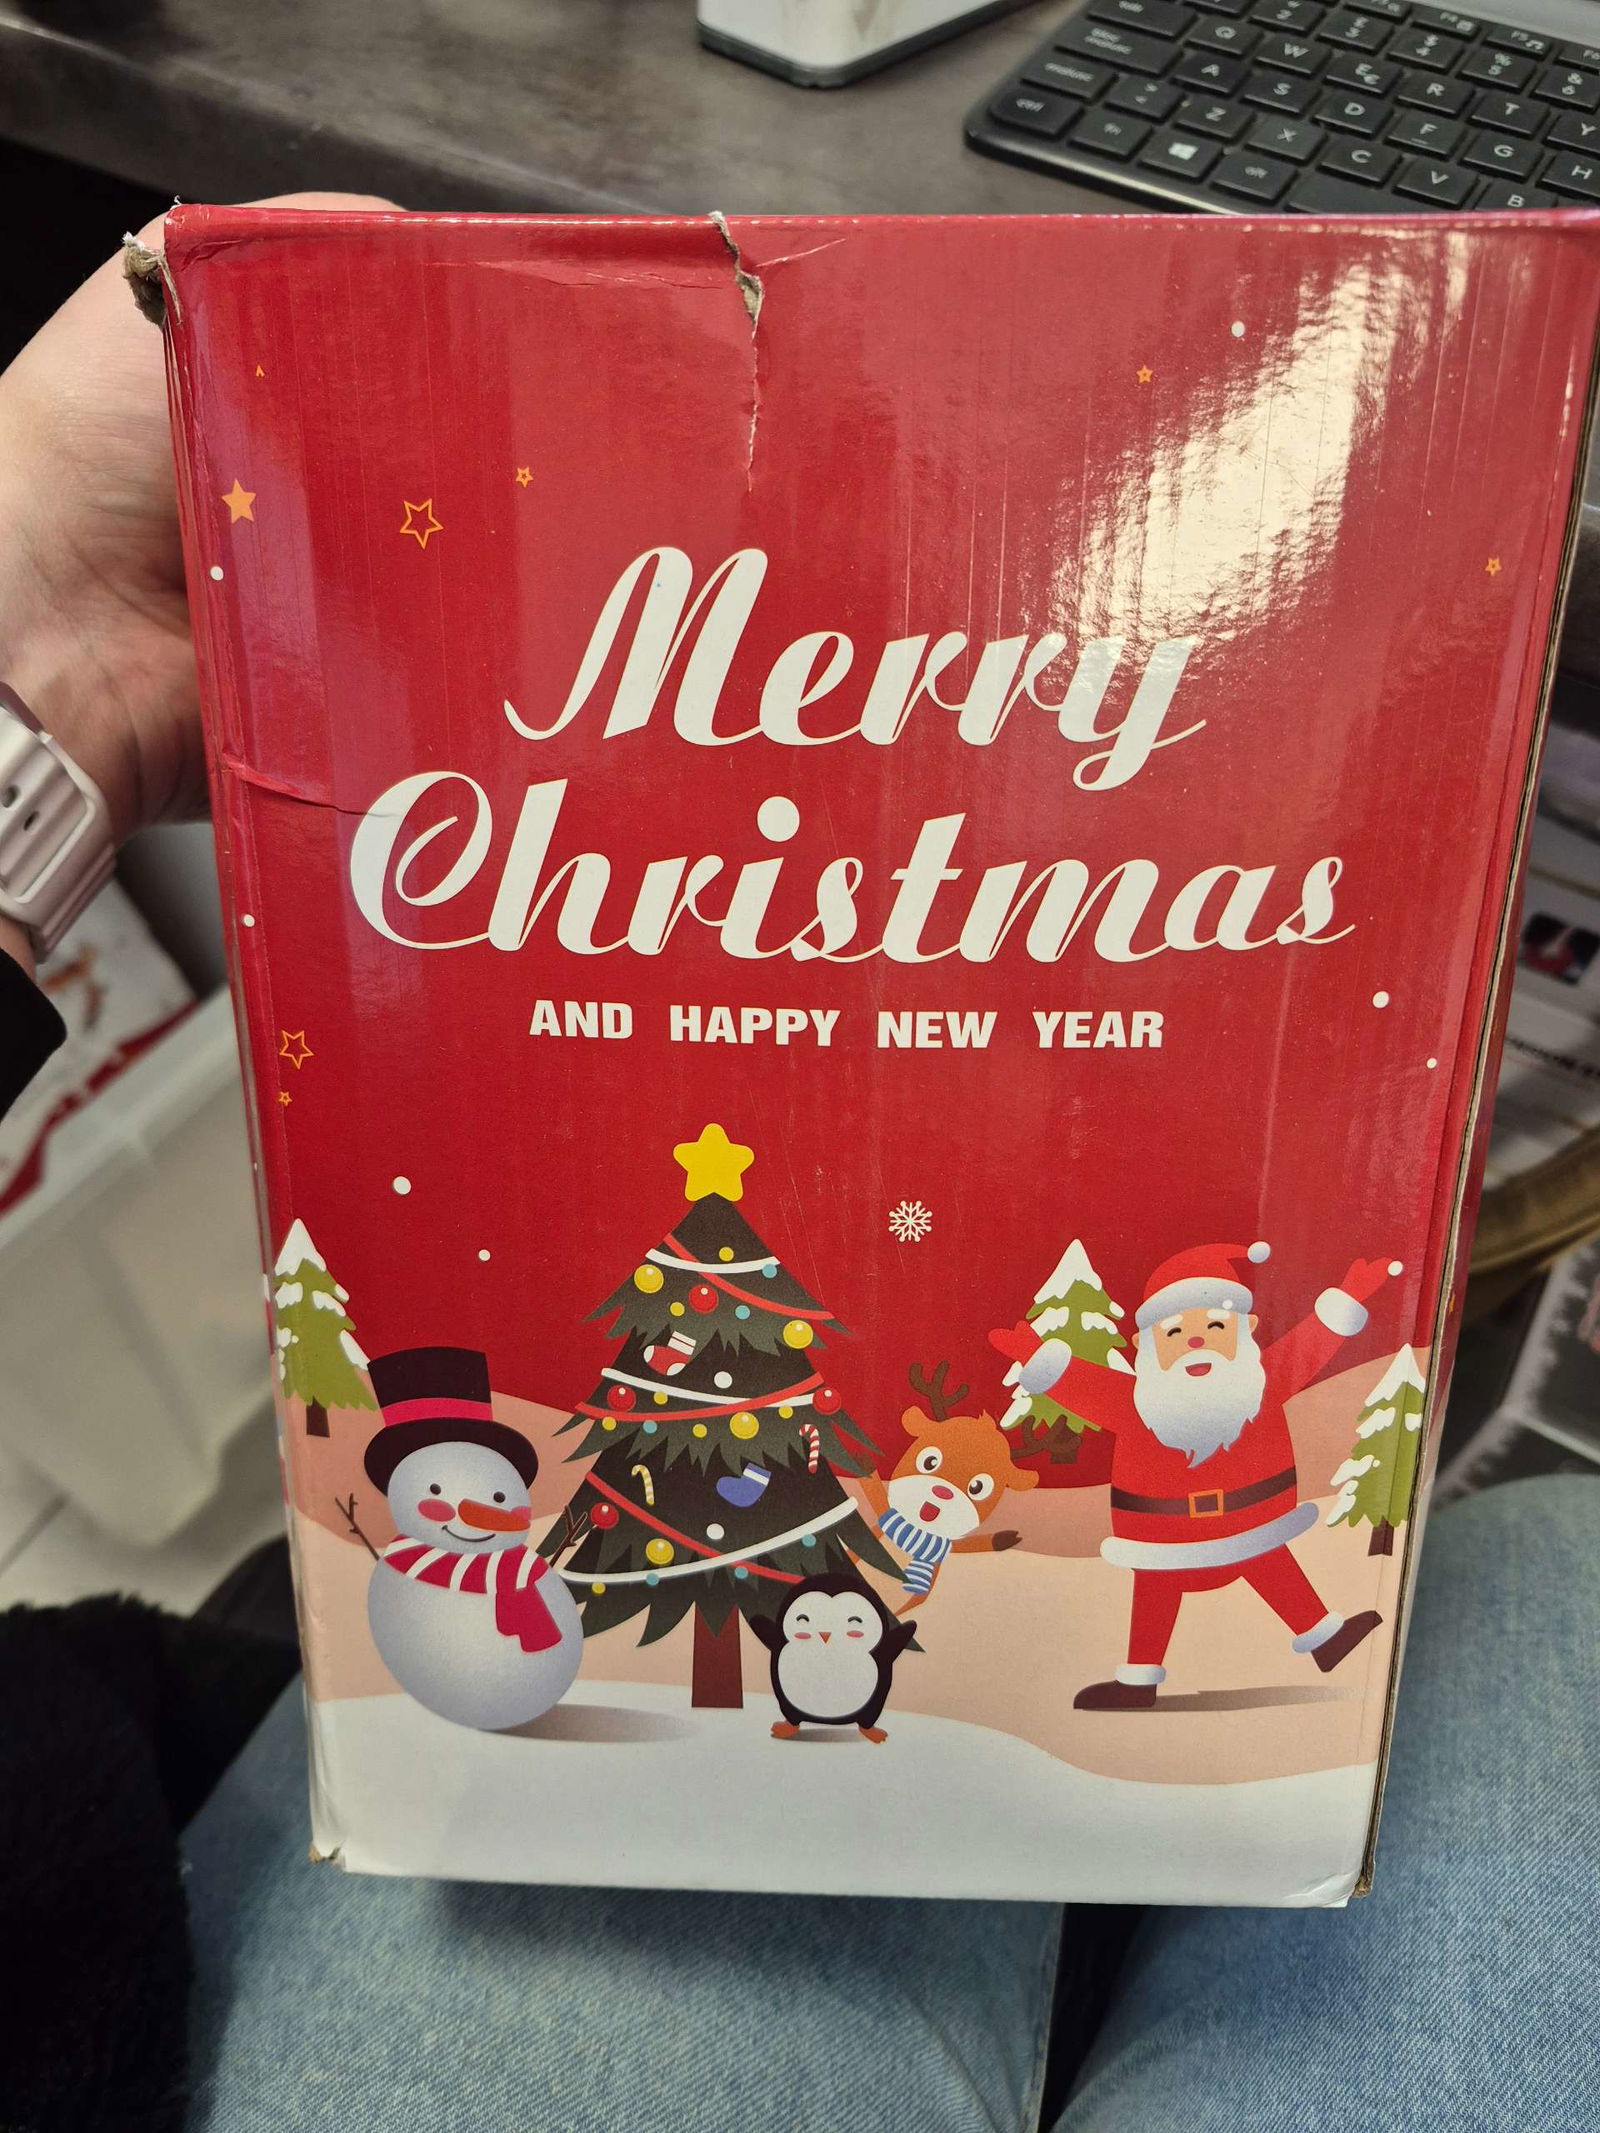 Merry
Christmas
AND HAPPY NEW YEAR
Q W E R T Y
A S D F G H
Z X C V B